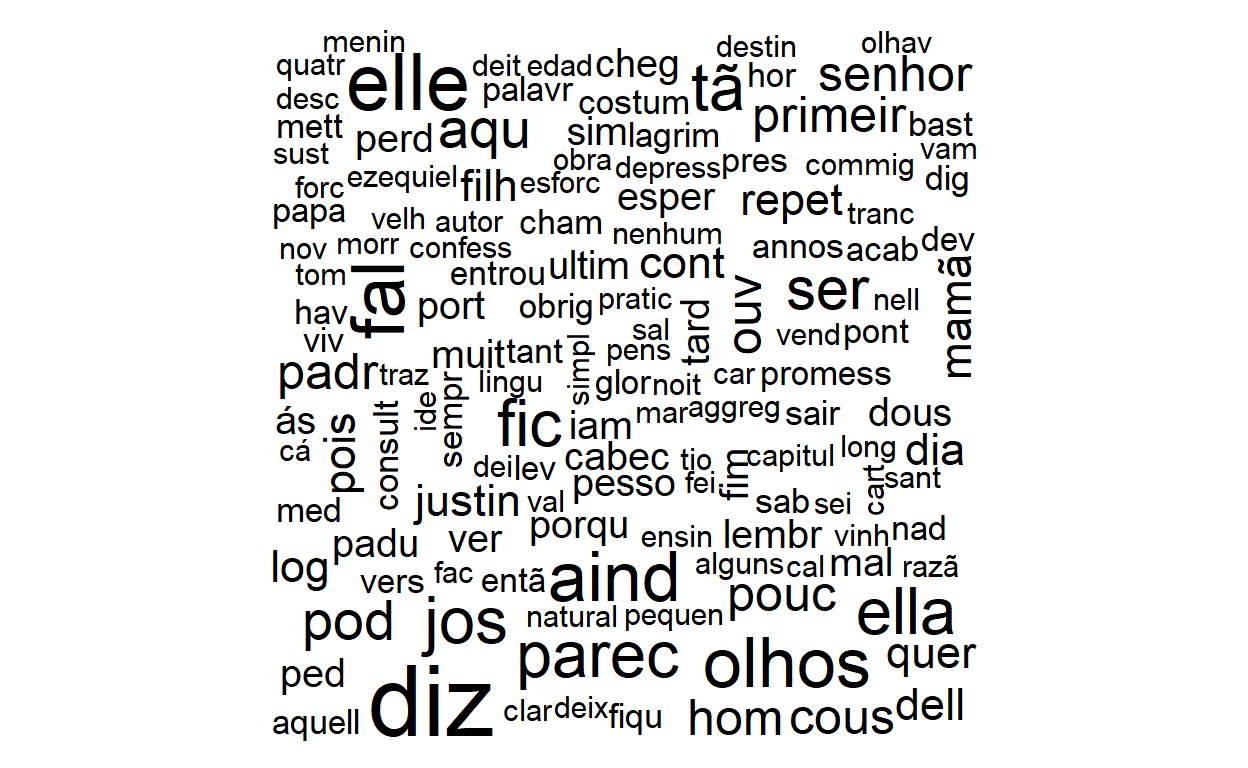 menin destin olhav
quatr elle deit edad cheg tã hor senhor
desc palavr costum primeir bast
mett perd aqu sim lagrim vam
sust obra depress pres commig dig
forc ezequiel filh esforc esper repet tranc
papa velh autor cham nenhum annos acab dev
nov morr confess
tom fal entrou ultim cont ser nell mamã
hav port obrig pratic tard ouv
viv sal vend pont
padr traz muit tant simpl pens
lingu glor noit car promess
ás pois consult ide sempr fic iam mar aggreg sair dous
cá dei lev cabec tio fim capitul long dia
med justin val pesso fei sab sei cart sant
padu ver porqu ensin lembr vinh nad
log vers fac entã aind alguns cal mal razã
pod jos natural pequen pouc ella
ped parec olhos quer
aquell diz clar deix fiqu hom cous dell